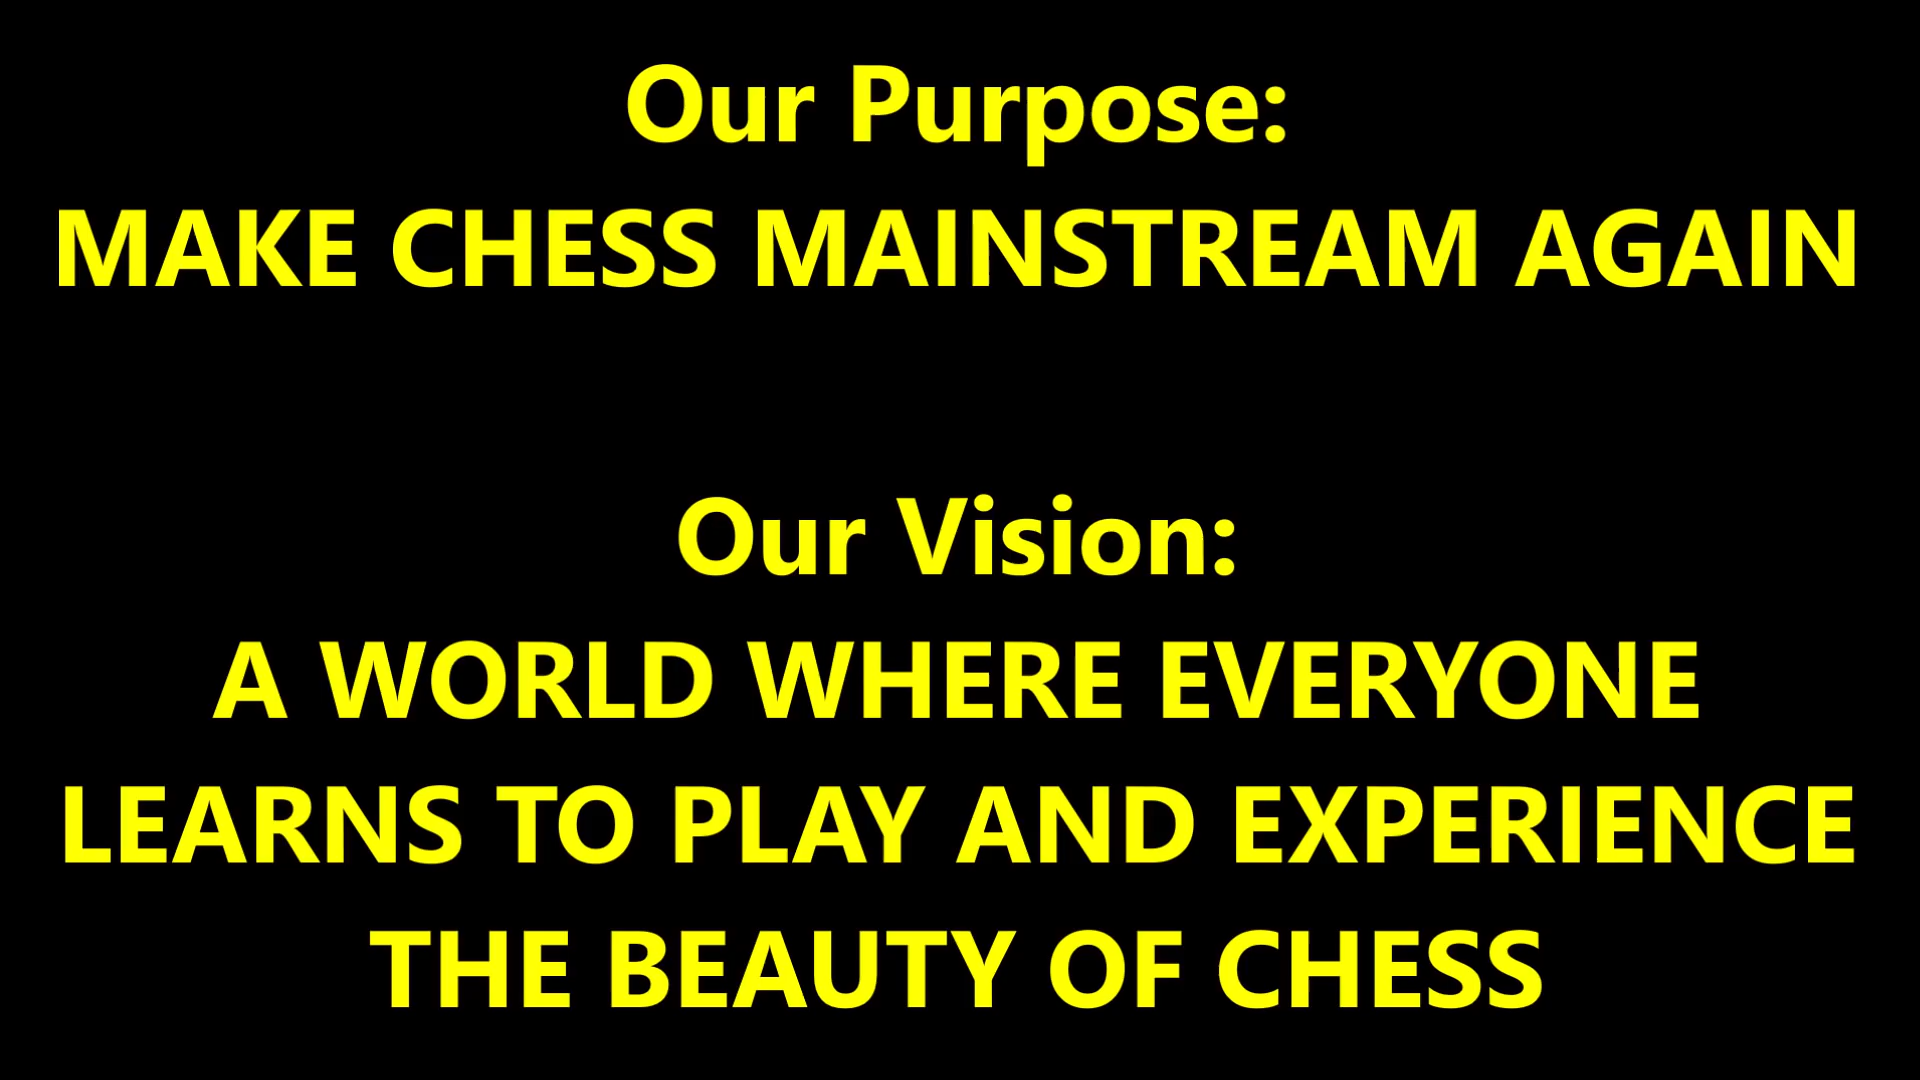 Our Purpose:
MAKE CHESS MAINSTREAM AGAIN
Our Vision:
A WORLD WHERE EVERYONE
LEARNS TO PLAY AND EXPERIENCE
THE BEAUTY OF CHESS